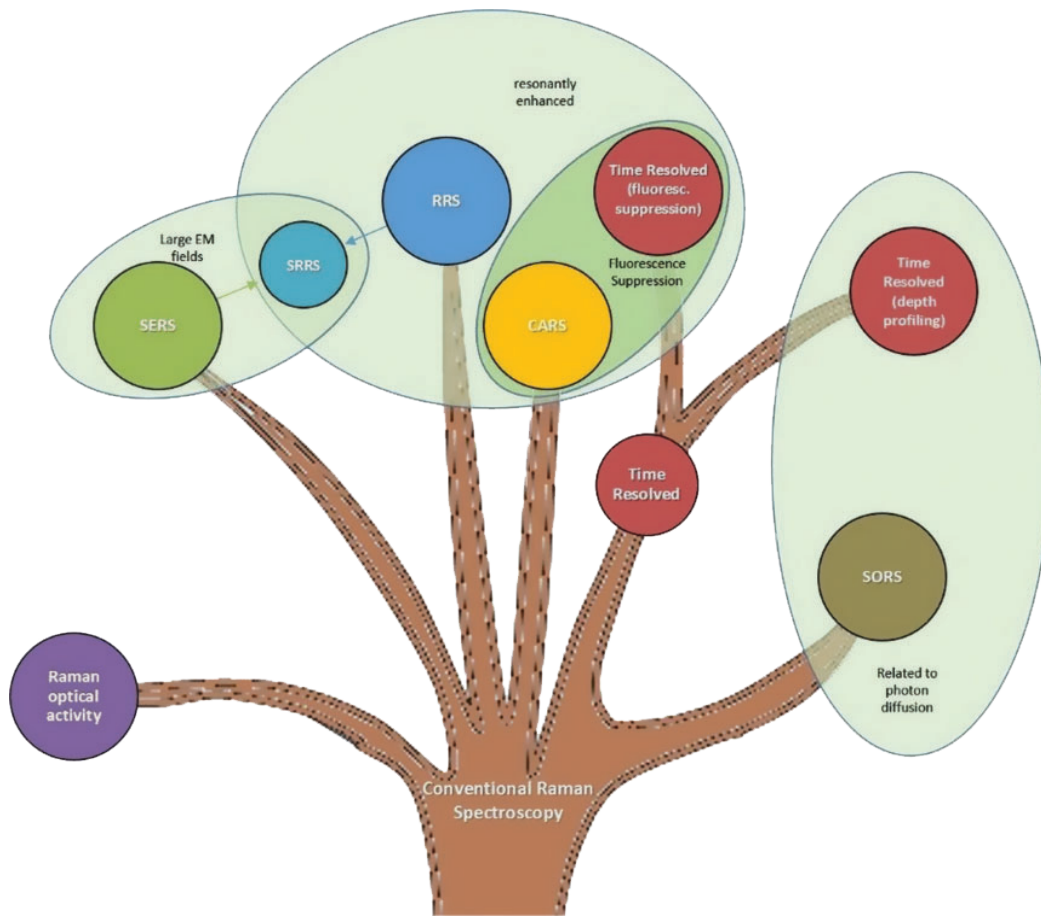 resonantly
enhanced
Time Resolved
(fluoresc.
suppression)
RRS
Large EM
fields
SRRS
Fluorescence
Suppression
Time
Resolved
(depth
profiling)
SERS
CARS
Time
Resolved
SORS
Raman
optical
activity
Related to
photon
diffusion
Conventional Raman
Spectroscopy